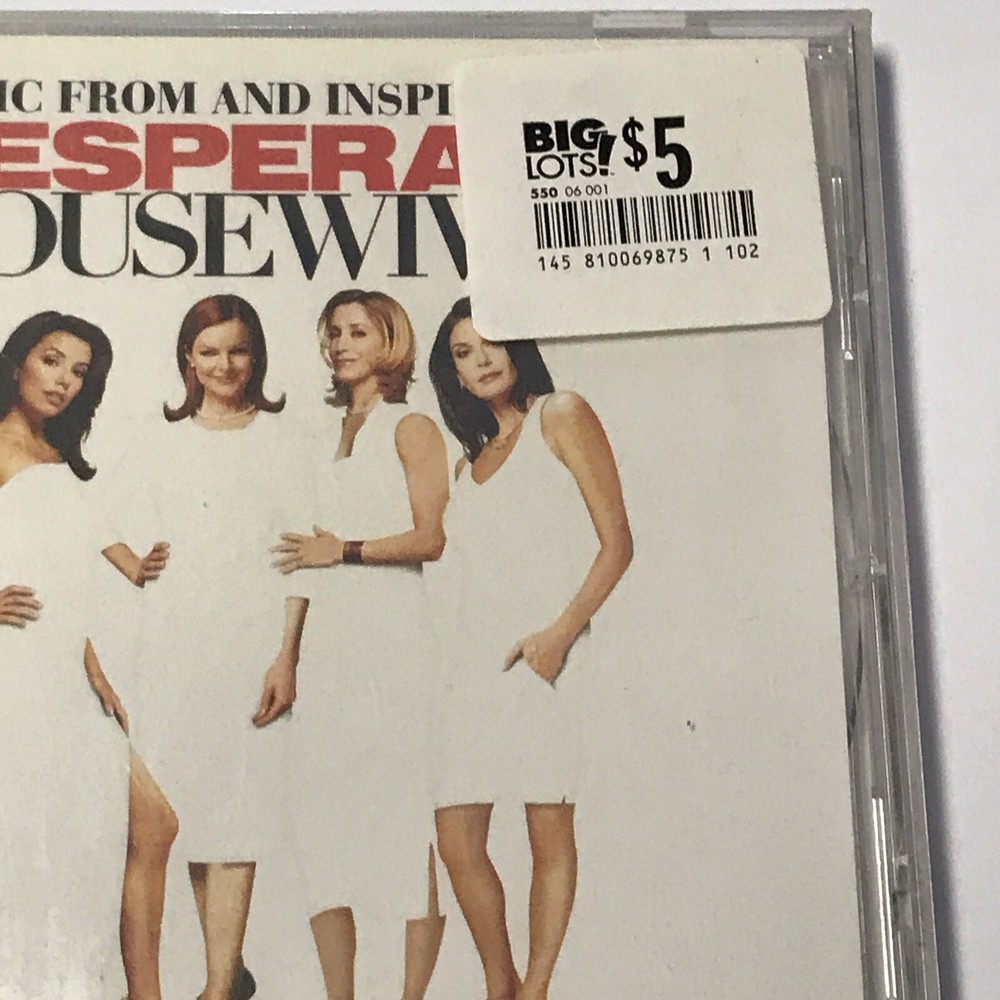 IC FROM AND INSPI
ESPERA
OUSEWIV
BIG
LOTS! $5
550 06 001
145 810069875 1 102